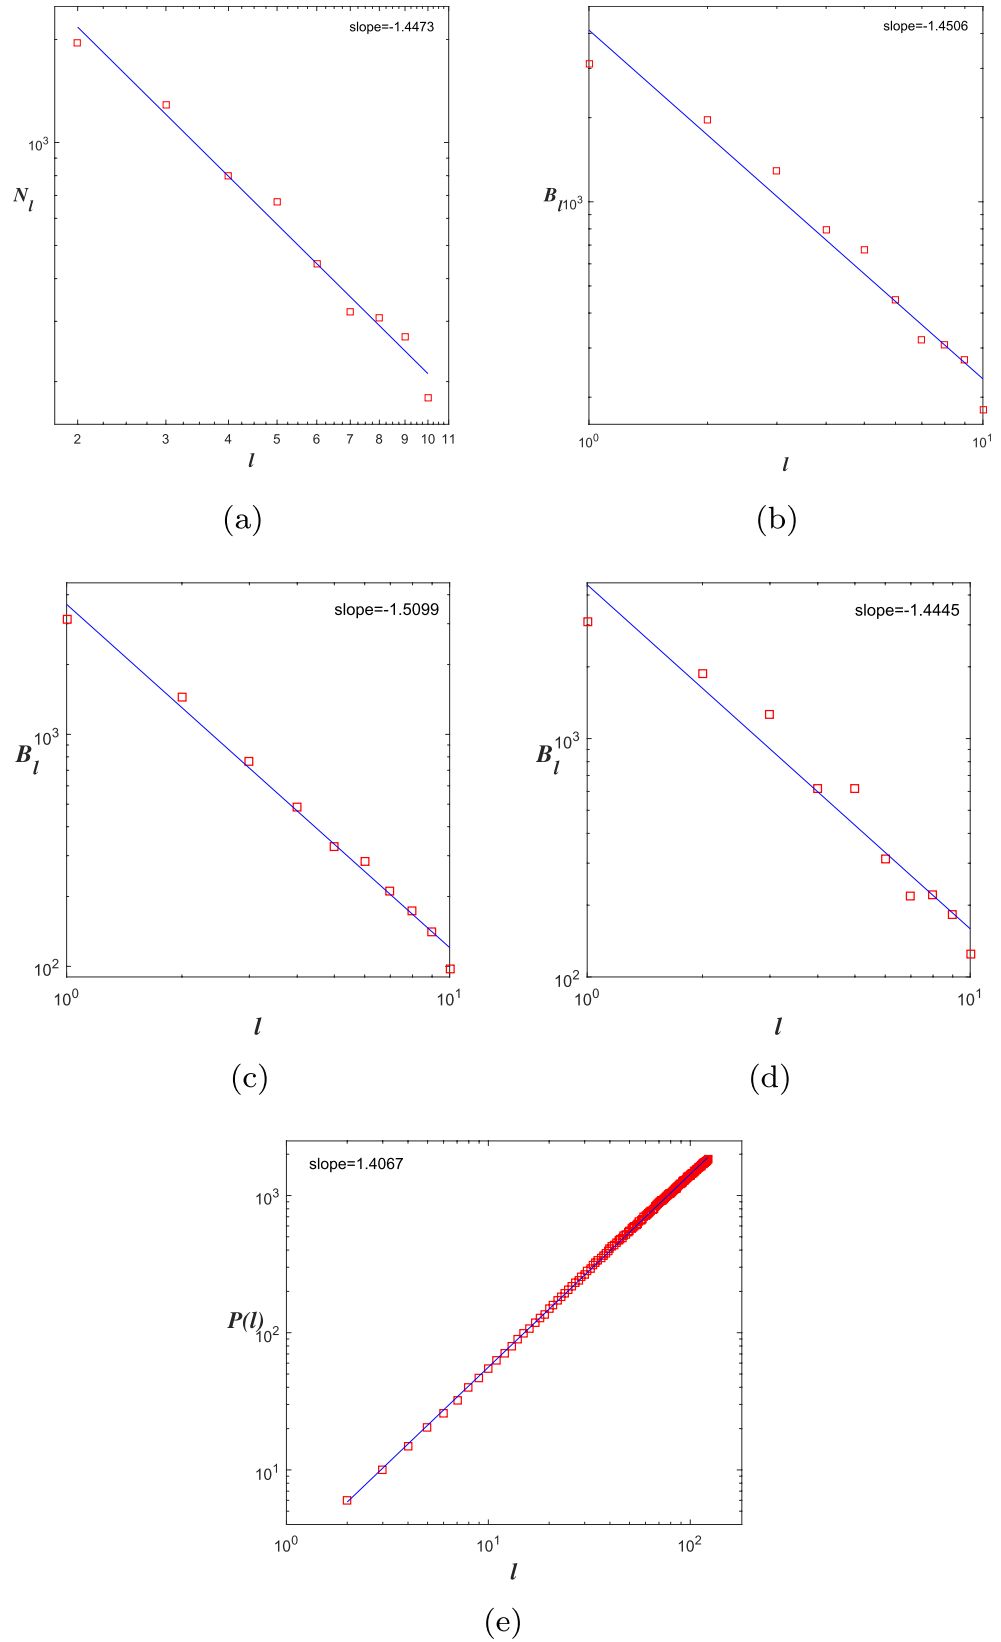 slope=-1.4473
10³
N_l
2 3 4 5 6 7 8 9 10 11
l
(a)
slope=-1.4506
B_l 10³
10⁰ 10¹
l
(b)
slope=-1.5099
10³
B_l
10²
10⁰ 10¹
l
(c)
slope=-1.4445
10³
B_l
10²
10⁰ 10¹
l
(d)
slope=1.4067
10³
P(l)
10²
10¹
10⁰ 10¹ 10²
l
(e)